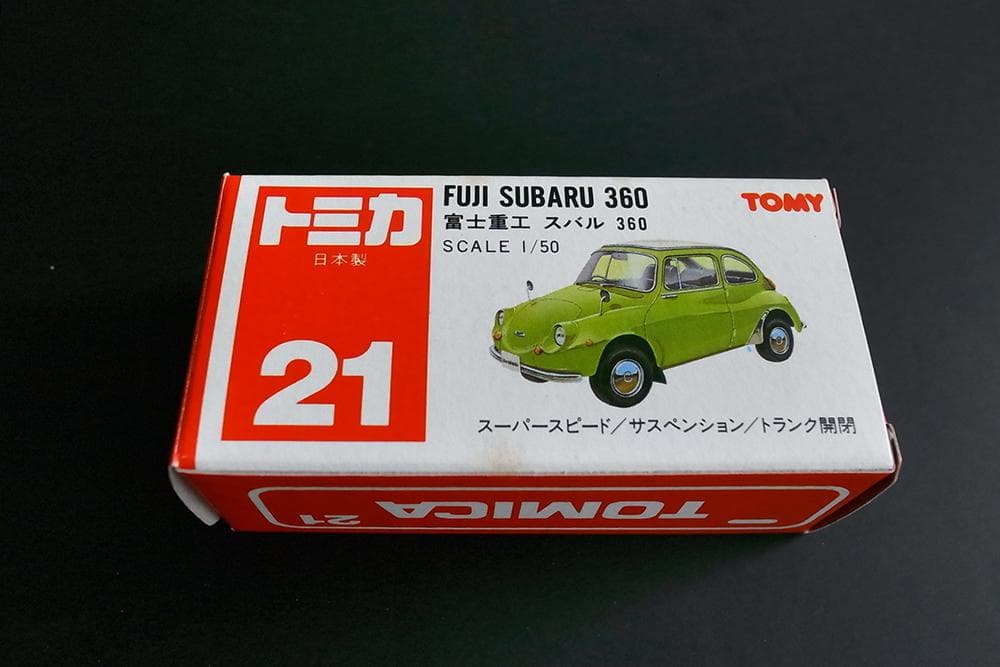 トミカ
日本製
21
FUJI SUBARU 360
富士重工 スバル 360
SCALE 1/50
TOMY
スーパースピード/サスペンション/トランク開閉
TOMICA 21